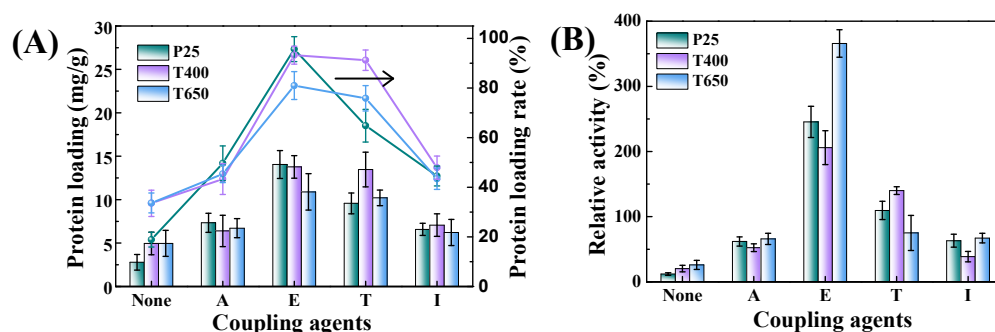 (A)
Protein loading (mg/g)
30
25
20
15
10
5
0
P25
T400
T650
100
80
60
40
20
0
Protein loading rate (%)
None A E T I
Coupling agents
(B)
Relative activity (%)
400
300
200
100
0
P25
T400
T650
None A E T I
Coupling agents